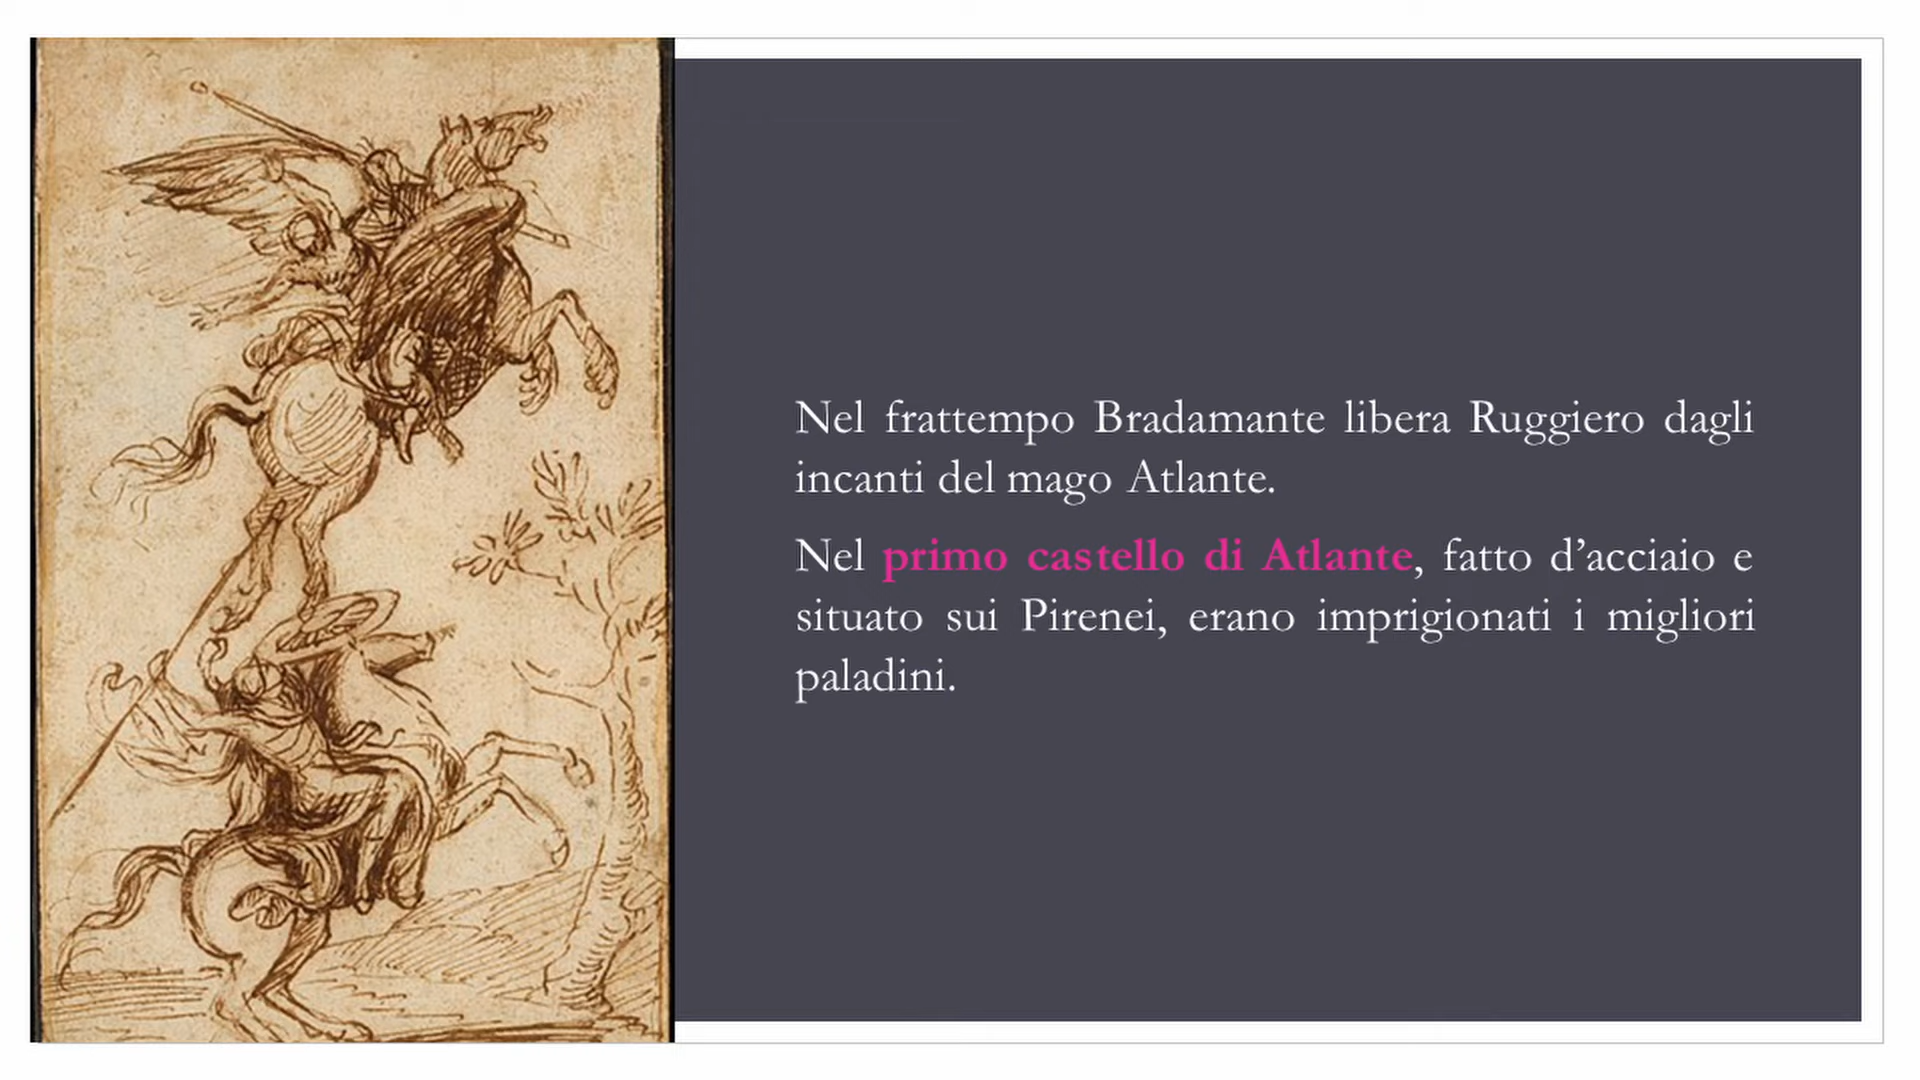 Nel frattempo Bradamante libera Ruggiero dagli
incanti del mago Atlante.
Nel primo castello di Atlante, fatto d’acciaio e
situato sui Pirenei, erano imprigionati i migliori
paladini.